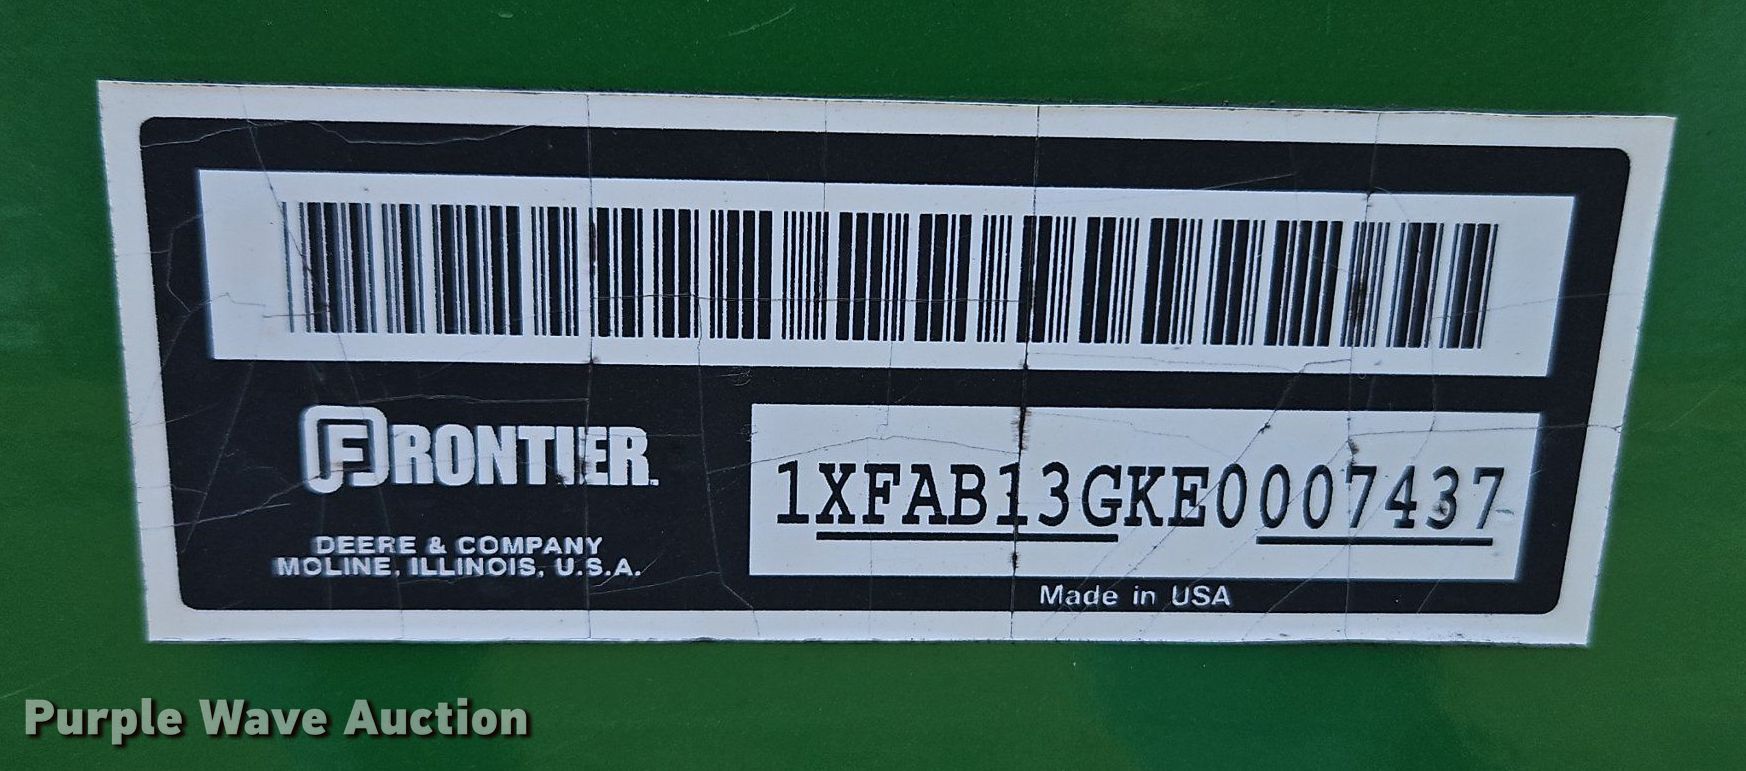 FRONTIER.
DEERE & COMPANY
MOLINE, ILLINOIS, U.S.A.
1XFAB13GKE0007437
Made in USA
Purple Wave Auction